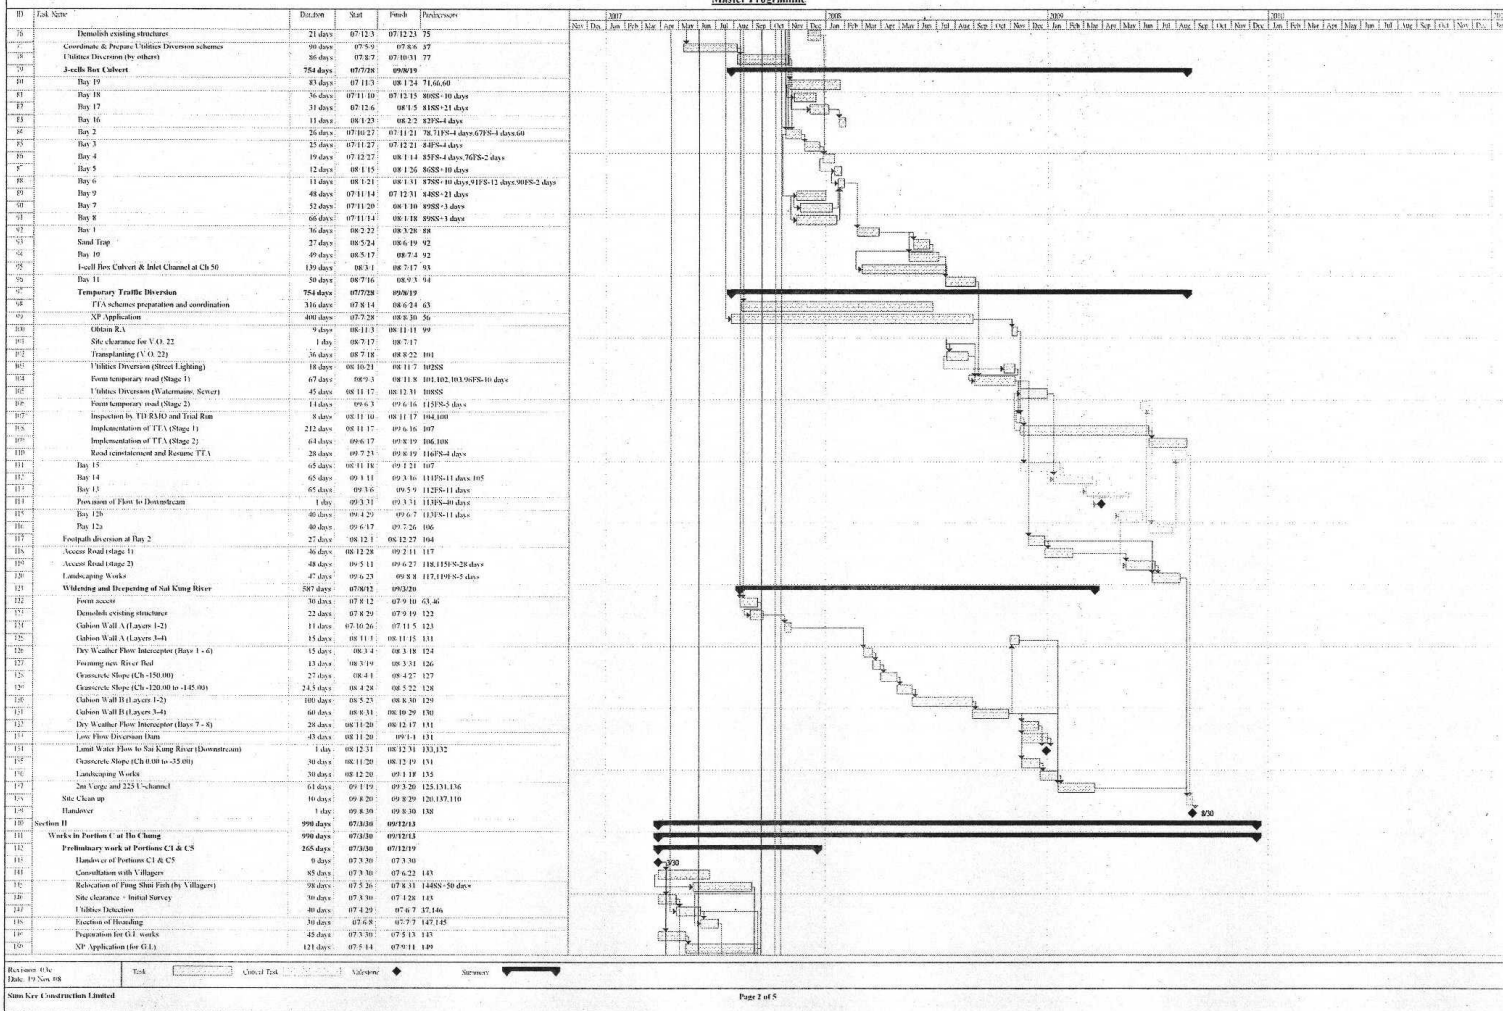 Master Programme
ID Task Name Duration Start Finish Predecessors
2007 2008 2009 2010
Nov Dec Jan Feb Mar Apr May Jun Jul Aug Sep Oct Nov Dec Jan Feb Mar Apr May Jun Jul Aug Sep Oct Nov Dec Jan Feb Mar Apr May Jun Jul Aug Sep Oct Nov Dec Jan Feb Mar Apr May Jun Jul Aug Sep Oct Nov Dec
76 Demolish existing structures 21 days 07/12/3 07/12/23 75
77 Coordinate & Prepare Utilities Diversion schemes 90 days 07/5/9 07/8/6 37
78 Utilities Diversion (by others) 86 days 07/8/7 07/10/31 77
79 3-cells Box Culvert 754 days 07/7/28 09/8/19
80 Bay 19 83 days 07/11/3 08/1/24 71,66,60
81 Bay 18 36 days 07/11/10 07/12/15 80SS+10 days
82 Bay 17 31 days 07/12/6 08/1/5 81SS+21 days
83 Bay 16 11 days 08/1/23 08/2/2 82FS-4 days
84 Bay 2 26 days 07/10/27 07/11/21 78,71FS-4 days,67FS-4 days,60
85 Bay 3 25 days 07/11/27 07/12/21 84FS-4 days
86 Bay 4 19 days 07/12/27 08/1/14 85FS-4 days,76FS-2 days
87 Bay 5 12 days 08/1/15 08/1/26 86SS+10 days
88 Bay 6 11 days 08/1/21 08/1/31 87SS+10 days,91FS-12 days,90FS-2 days
89 Bay 9 48 days 07/11/14 07/12/31 84SS+21 days
90 Bay 7 52 days 07/11/20 08/1/10 89SS+3 days
91 Bay 8 66 days 07/11/14 08/1/18 89SS+3 days
92 Bay 1 36 days 08/2/22 08/3/28 88
93 Sand Trap 27 days 08/5/24 08/6/19 92
94 Bay 10 49 days 08/5/17 08/7/4 92
95 1-cell Box Culvert & Inlet Channel at Ch 50 139 days 08/3/1 08/7/17 93
96 Bay 11 50 days 08/7/16 08/9/3 94
97 Temporary Traffic Diversion 754 days 07/7/28 09/8/19
98 TTA schemes preparation and coordination 316 days 07/8/14 08/6/24 63
99 XP Application 400 days 07/7/28 08/8/30 56
100 Obtain RA 9 days 08/11/3 08/11/11 99
101 Site clearance for V.O. 22 1 day 08/7/17 08/7/17
102 Transplanting (V.O. 22) 36 days 08/7/18 08/8/22 101
103 Utilities Diversion (Street Lighting) 18 days 08/10/21 08/11/7 102SS
104 Form temporary road (Stage 1) 67 days 08/9/3 08/11/8 101,102,103,96FS-10 days
105 Utilities Diversion (Watermains, Sewer) 45 days 08/11/17 08/12/31 108SS
106 Form temporary road (Stage 2) 14 days 09/6/3 09/6/16 115FS-5 days
107 Inspection by TD/RMO and Trial Run 8 days 08/11/10 08/11/17 104,100
108 Implementation of TTA (Stage 1) 212 days 08/11/17 09/6/16 107
109 Implementation of TTA (Stage 2) 64 days 09/6/17 09/8/19 106,108
110 Road reinstatement and Resume TTA 28 days 09/7/23 09/8/19 116FS-4 days
111 Bay 15 65 days 08/11/18 09/1/21 107
112 Bay 14 65 days 09/1/11 09/3/16 111FS-11 days,105
113 Bay 13 65 days 09/3/6 09/5/9 112FS-11 days
114 Provision of Flow to Downstream 1 day 09/3/31 09/3/31 113FS-40 days
115 Bay 12b 40 days 09/4/29 09/6/7 113FS-11 days
116 Bay 12a 40 days 09/6/17 09/7/26 106
117 Footpath diversion at Bay 2 27 days 08/12/1 08/12/27 104
118 Access Road (stage 1) 46 days 08/12/28 09/2/11 117
119 Access Road (stage 2) 48 days 09/5/11 09/6/27 118,115FS-28 days
120 Landscaping Works 47 days 09/6/23 09/8/8 117,119FS-5 days
121 Widening and Deepening of Sai Kung River 587 days 07/8/12 09/3/20
122 Form access 30 days 07/8/12 07/9/10 63,46
123 Demolish existing structures 22 days 07/8/29 07/9/19 122
124 Gabion Wall A (Layers 1-2) 11 days 07/10/26 07/11/5 123
125 Gabion Wall A (Layers 3-4) 15 days 08/11/1 08/11/15 131
126 Dry Weather Flow Interceptor (Bays 1 - 6) 15 days 08/3/4 08/3/18 124
127 Forming new River Bed 13 days 08/3/19 08/3/31 126
128 Grasscrete Slope (Ch -150.00) 27 days 08/4/1 08/4/27 127
129 Grasscrete Slope (Ch -120.00 to -145.00) 24.5 days 08/4/28 08/5/22 128
130 Gabion Wall B (Layers 1-2) 100 days 08/5/23 08/8/30 129
131 Gabion Wall B (Layers 3-4) 60 days 08/8/31 08/10/29 130
132 Dry Weather Flow Interceptor (Bays 7 - 8) 28 days 08/11/20 08/12/17 131
133 Low Flow Diversion Dam 43 days 08/11/20 09/1/1 131
134 Limit Water Flow to Sai Kung River (Downstream) 1 day 08/12/31 08/12/31 133,132
135 Grasscrete Slope (Ch 0.00 to -35.00) 30 days 08/11/20 08/12/19 131
136 Landscaping Works 30 days 08/12/20 09/1/18 135
137 2m Verge and 225 U-channel 61 days 09/1/19 09/3/20 125,131,136
138 Site Clean up 10 days 09/8/20 09/8/29 120,137,110
139 Handover 1 day 09/8/30 09/8/30 138
8/30
140 Section II 990 days 07/3/30 09/12/13
141 Works in Portion C at Ho Chung 990 days 07/3/30 09/12/13
142 Preliminary work at Portions C1 & C5 265 days 07/3/30 07/12/19
143 Handover of Portions C1 & C5 0 days 07/3/30 07/3/30
3/30
144 Consultation with Villagers 85 days 07/3/30 07/6/22 143
145 Relocation of Fung Shui Fish (by Villagers) 98 days 07/5/26 07/8/31 144SS+50 days
146 Site clearance + Initial Survey 30 days 07/3/30 07/4/28 143
147 Utilities Detection 40 days 07/4/29 07/6/7 37,146
148 Erection of Hoarding 30 days 07/6/8 07/7/7 147,145
149 Preparation for G.I. works 45 days 07/3/30 07/5/13 143
150 XP Application (for G.I.) 121 days 07/5/14 07/9/11 149
Revision: 03c
Date: 19 Nov 08
Task Critical Task Milestone Summary
Sum Kee Construction Limited
Page 2 of 5